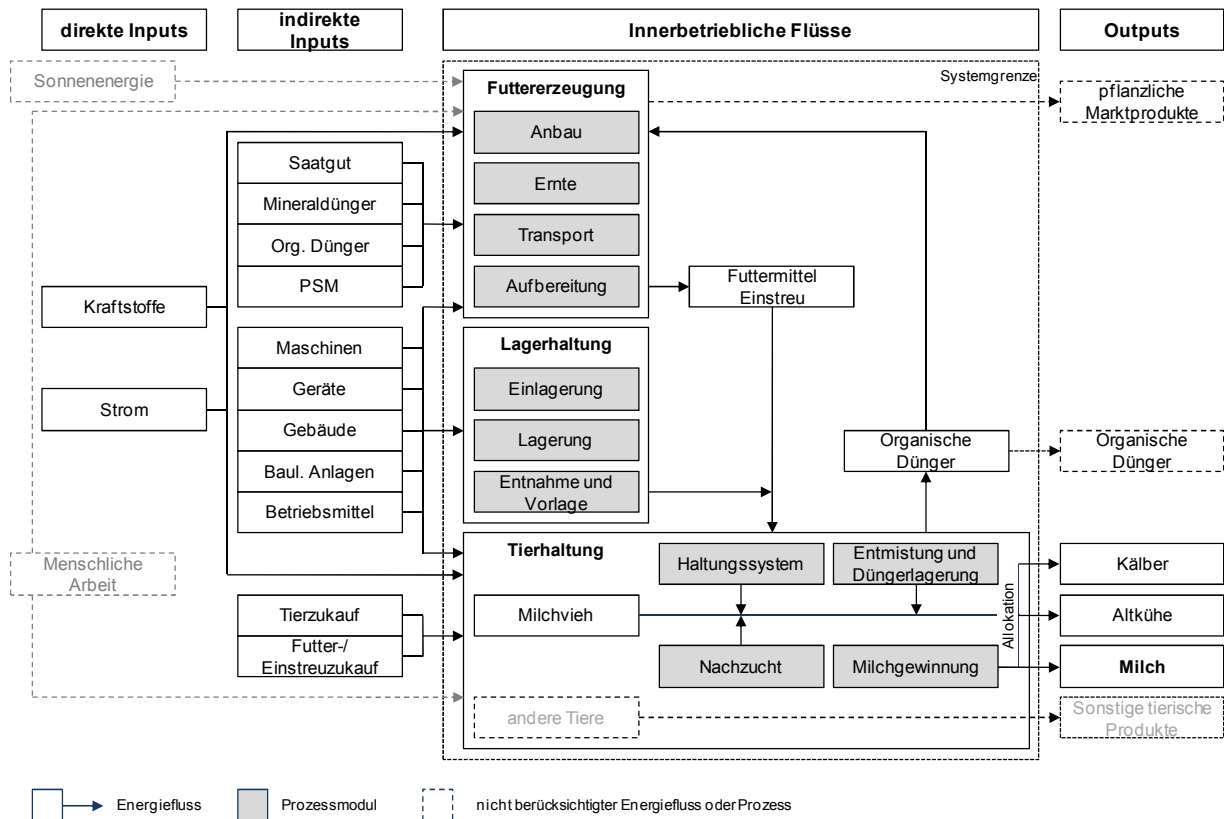 direkte Inputs
indirekte
Inputs
Innerbetriebliche Flüsse
Outputs
Sonnenenergie
Systemgrenze
Futtererzeugung
pflanzliche
Marktprodukte
Anbau
Saatgut
Ernte
Mineraldünger
Org. Dünger
Transport
PSM
Aufbereitung
Futtermittel
Einstreu
Kraftstoffe
Maschinen
Lagerhaltung
Geräte
Einlagerung
Strom
Gebäude
Lagerung
Organische
Dünger
Organische
Dünger
Baul. Anlagen
Entnahme und
Vorlage
Betriebsmittel
Tierhaltung
Menschliche
Arbeit
Haltungssystem
Entmistung und
Düngerlagerung
Kälber
Allokation
Tierzukauf
Milchvieh
Altkühe
Futter-/
Einstreuzukauf
Nachzucht
Milchgewinnung
Milch
andere Tiere
Sonstige tierische
Produkte
Energiefluss
Prozessmodul
nicht berücksichtigter Energiefluss oder Prozess